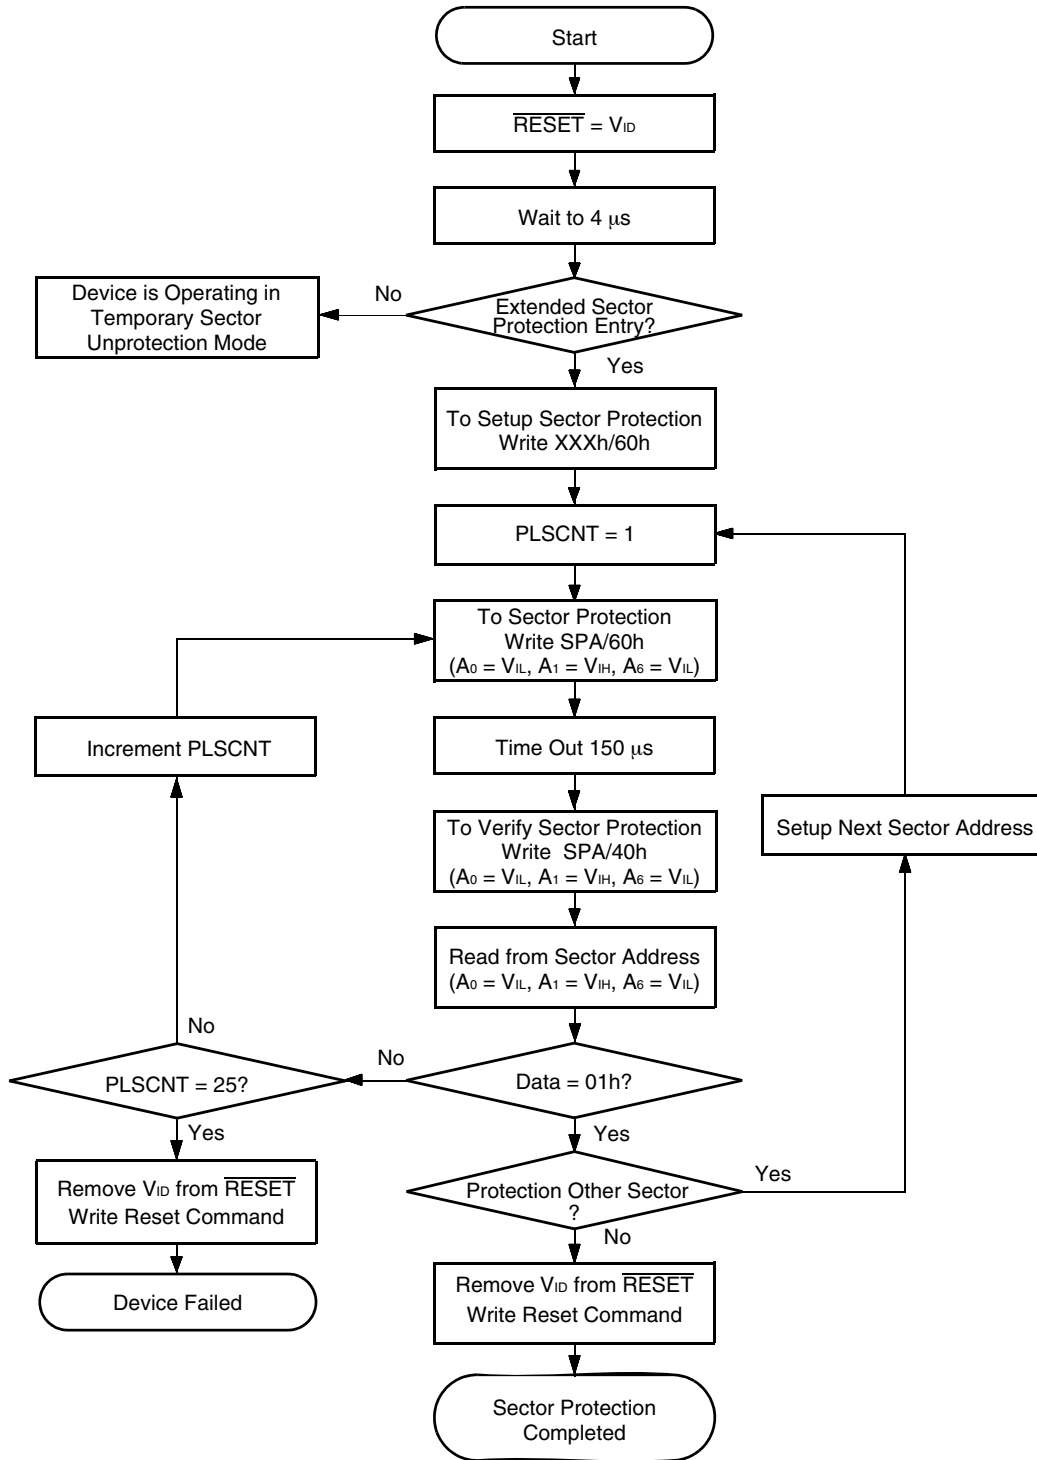 Start
RESET = VID
Wait to 4 μs
Extended Sector
Protection Entry?
No
Device is Operating in
Temporary Sector
Unprotection Mode
Yes
To Setup Sector Protection
Write XXXh/60h
PLSCNT = 1
To Sector Protection
Write SPA/60h
(A0 = VIL, A1 = VIH, A6 = VIL)
Increment PLSCNT
Time Out 150 μs
Setup Next Sector Address
To Verify Sector Protection
Write SPA/40h
(A0 = VIL, A1 = VIH, A6 = VIL)
Read from Sector Address
(A0 = VIL, A1 = VIH, A6 = VIL)
No
PLSCNT = 25?
No
Data = 01h?
Yes
Yes
Remove VID from RESET
Write Reset Command
Protection Other Sector
?
Yes
No
Device Failed
Remove VID from RESET
Write Reset Command
Sector Protection
Completed